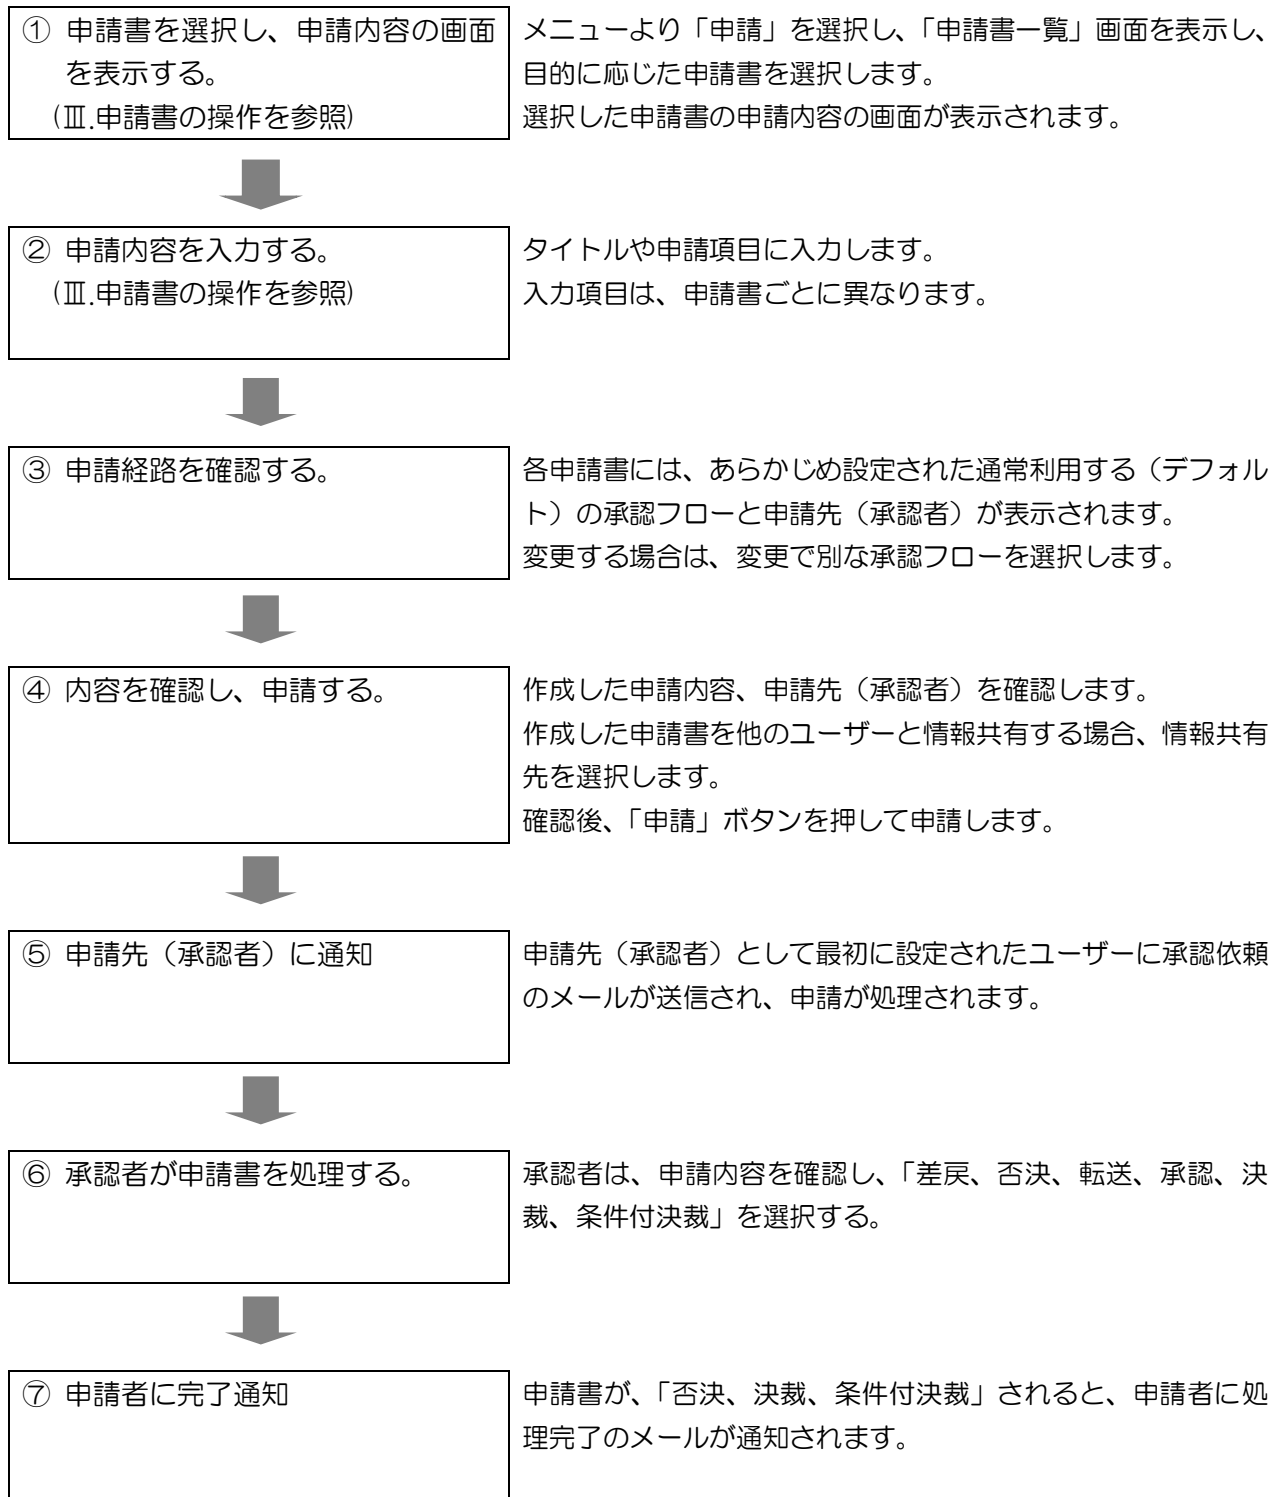 ① 申請書を選択し、申請内容の画面
を表示する。
(Ⅲ.申請書の操作を参照)
メニューより「申請」を選択し、「申請書一覧」画面を表示し、
目的に応じた申請書を選択します。
選択した申請書の申請内容の画面が表示されます。
② 申請内容を入力する。
(Ⅲ.申請書の操作を参照)
タイトルや申請項目に入力します。
入力項目は、申請書ごとに異なります。
③ 申請経路を確認する。
各申請書には、あらかじめ設定された通常利用する（デフォル
ト）の承認フローと申請先（承認者）が表示されます。
変更する場合は、変更で別な承認フローを選択します。
④ 内容を確認し、申請する。
作成した申請内容、申請先（承認者）を確認します。
作成した申請書を他のユーザーと情報共有する場合、情報共有
先を選択します。
確認後、「申請」ボタンを押して申請します。
⑤ 申請先（承認者）に通知
申請先（承認者）として最初に設定されたユーザーに承認依頼
のメールが送信され、申請が処理されます。
⑥ 承認者が申請書を処理する。
承認者は、申請内容を確認し、「差戻、否決、転送、承認、決
裁、条件付決裁」を選択する。
⑦ 申請者に完了通知
申請書が、「否決、決裁、条件付決裁」されると、申請者に処
理完了のメールが通知されます。